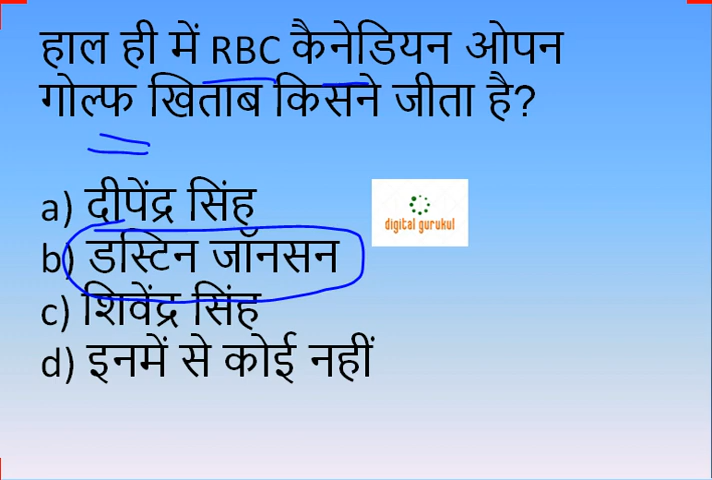 हाल ही में RBC कैनेडियन ओपन
गोल्फ खिताब किसने जीता है?
a) दीपेंद्र सिंह
b) डस्टिन जॉनसन
c) शिवेंद्र सिंह
d) इनमें से कोई नहीं
digital gurukul